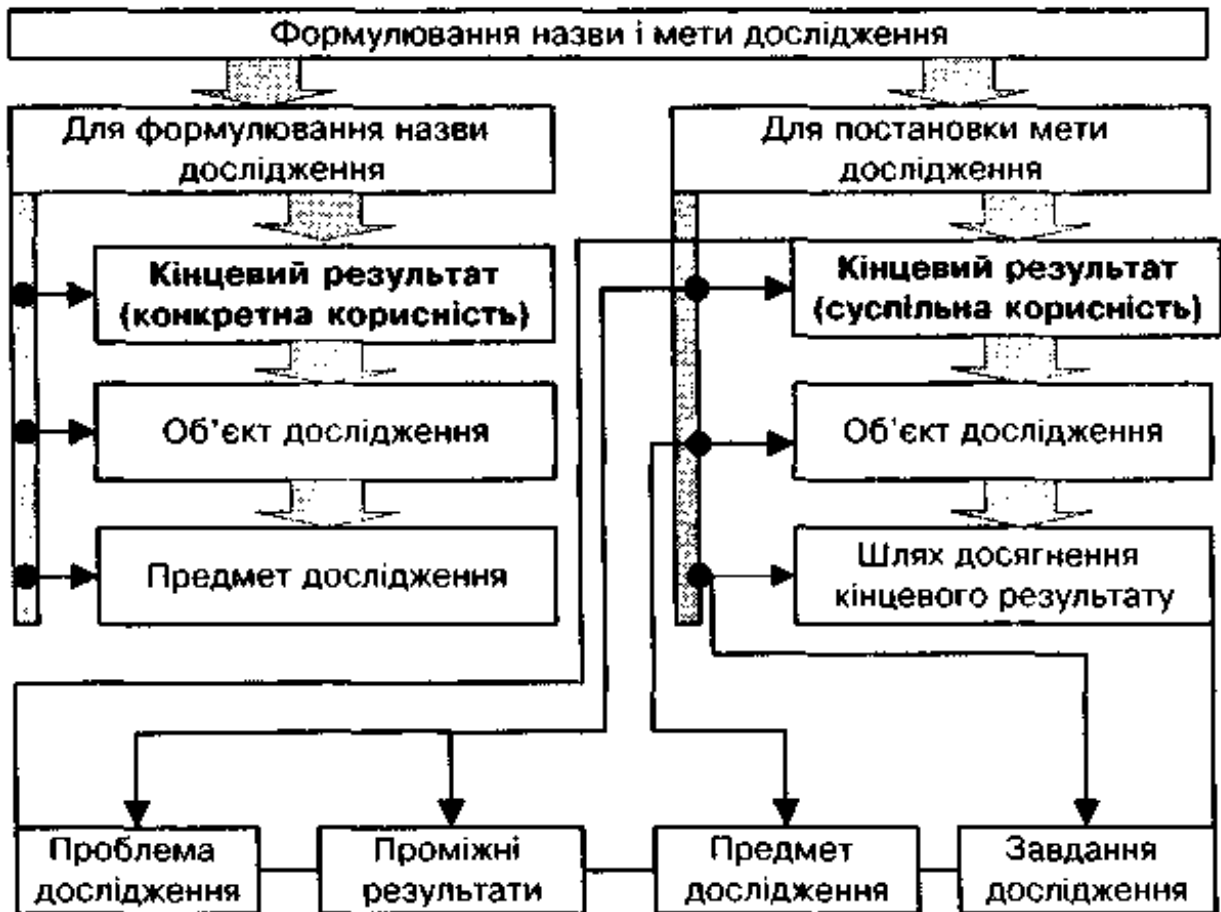 Формулювання назви і мети дослідження
Для формулювання назви
дослідження
Кінцевий результат
(конкретна корисність)
Об'єкт дослідження
Предмет дослідження
Для постановки мети
дослідження
Кінцевий результат
(суспільна корисність)
Об'єкт дослідження
Шлях досягнення
кінцевого результату
Проблема
дослідження
Проміжні
результати
Предмет
дослідження
Завдання
дослідження